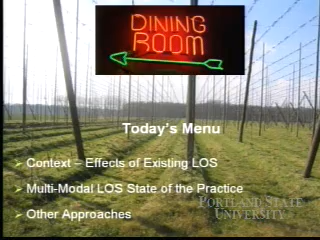 DINING
ROOM
Today's Menu
Context – Effects of Existing LOS
Multi-Modal LOS State of the Practice
Other Approaches
PORTLAND STATE
UNIVERSITY